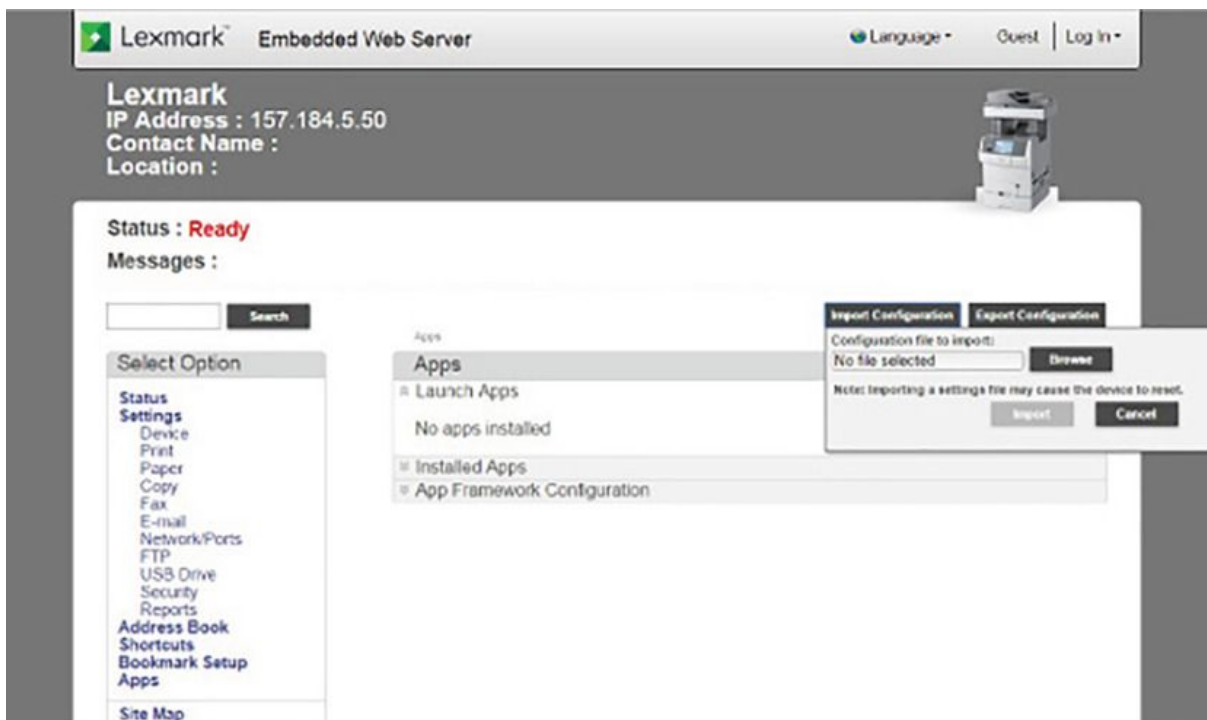 Lexmark™ Embedded Web Server Language Guest Log In
Lexmark
IP Address : 157.184.5.50
Contact Name :
Location :
Status : Ready
Messages :
Search
Import Configuration Export Configuration
Configuration file to import:
No file selected Browse
Note: Importing a settings file may cause the device to reset.
Import Cancel
Select Option
Status
Settings
Device
Print
Paper
Copy
Fax
E-mail
Network/Ports
FTP
USB Drive
Security
Reports
Address Book
Shortcuts
Bookmark Setup
Apps
Site Map
Apps
Apps
Launch Apps
No apps installed
Installed Apps
App Framework Configuration